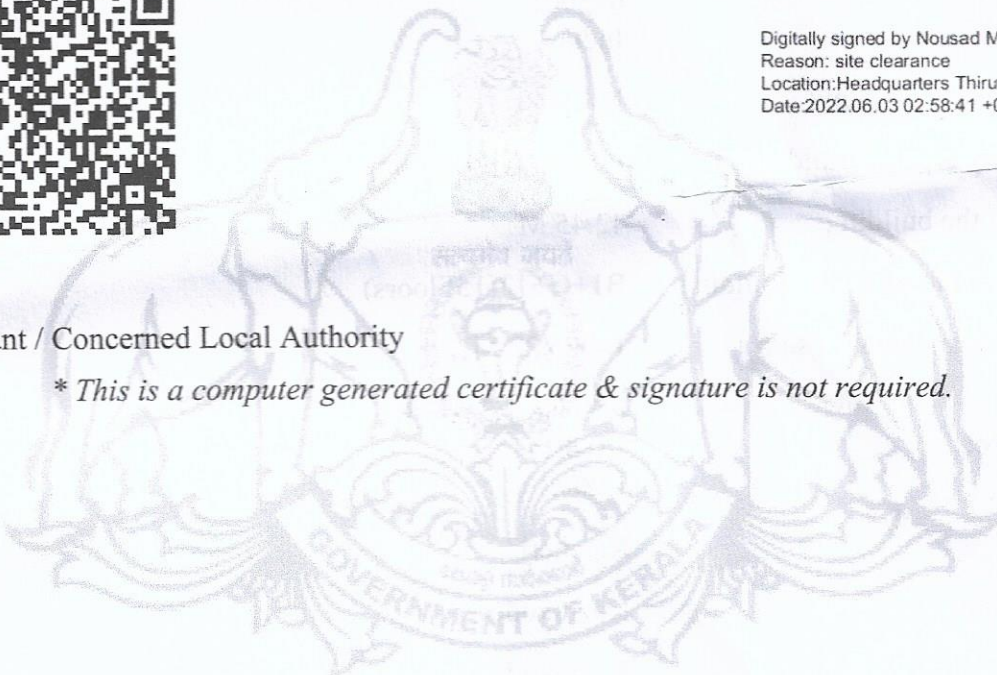 Digitally signed by Nousad M
Reason: site clearance
Location:Headquarters Thiru
Date:2022.06.03 02:58:41 +0
nt / Concerned Local Authority
* This is a computer generated certificate & signature is not required.
सत्यमेव जयते
GOVERNMENT OF KERALA